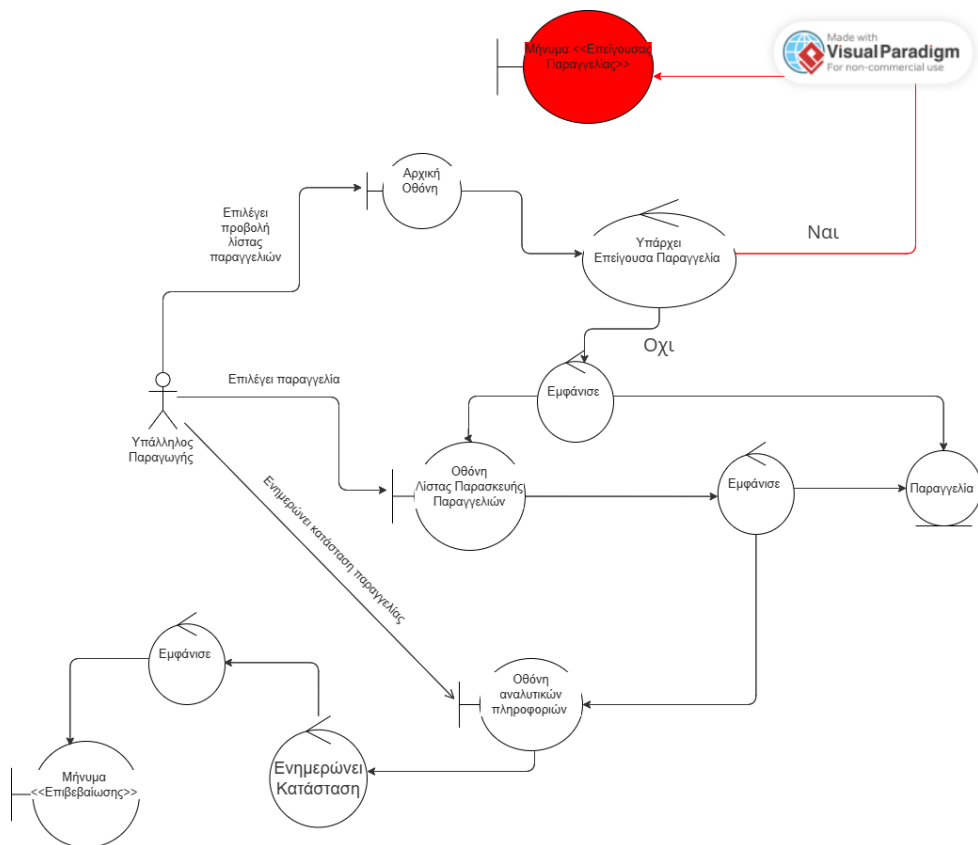 Μήνυμα <<Επείγουσας
Παραγγελίας>>
Made with
Visual Paradigm
For non-commercial use
Αρχική
Οθόνη
Επιλέγει
προβολή
λίστας
παραγγελιών
Υπάρχει
Επείγουσα Παραγγελία
Ναι
Οχι
Εμφάνισε
Επιλέγει παραγγελία
Υπάλληλος
Παραγωγής
Οθόνη
Λίστας Παρασκευής
Παραγγελιών
Εμφάνισε
Παραγγελία
Ενημερώνει κατάσταση παραγγελίας
Εμφάνισε
Οθόνη
αναλυτικών
πληροφοριών
Ενημερώνει
Κατάσταση
Μήνυμα
<<Επιβεβαίωσης>>